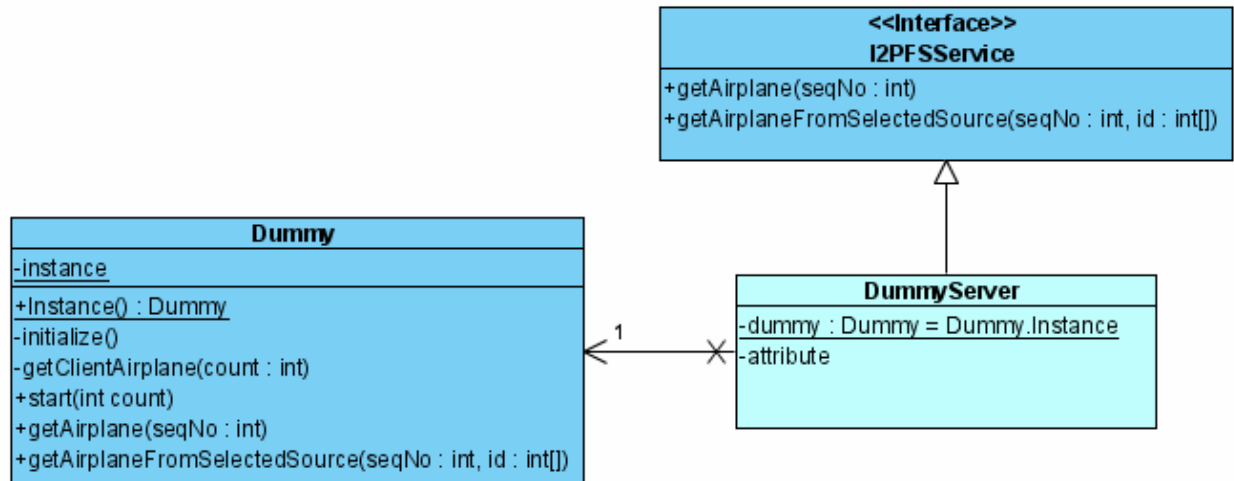 <<Interface>>
I2PFSService
+getAirplane(seqNo : int)
+getAirplaneFromSelectedSource(seqNo : int, id : int[])
Dummy
-instance
+Instance() : Dummy
-initialize()
-getClientAirplane(count : int)
+start(int count)
+getAirplane(seqNo : int)
+getAirplaneFromSelectedSource(seqNo : int, id : int[])
1
DummyServer
-dummy : Dummy = Dummy.Instance
-attribute